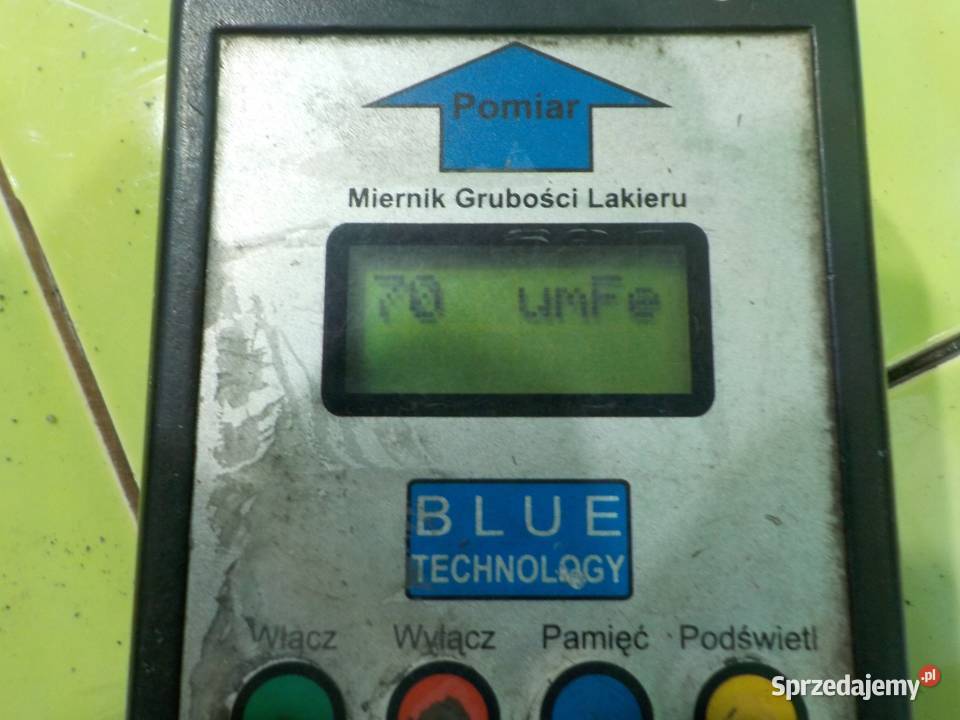 Pomiar
Miernik Grubości Lakieru
70 umFe
BLUE
TECHNOLOGY
Włącz Wyłącz Pamięć Podświetl
Sprzedajemy.pl